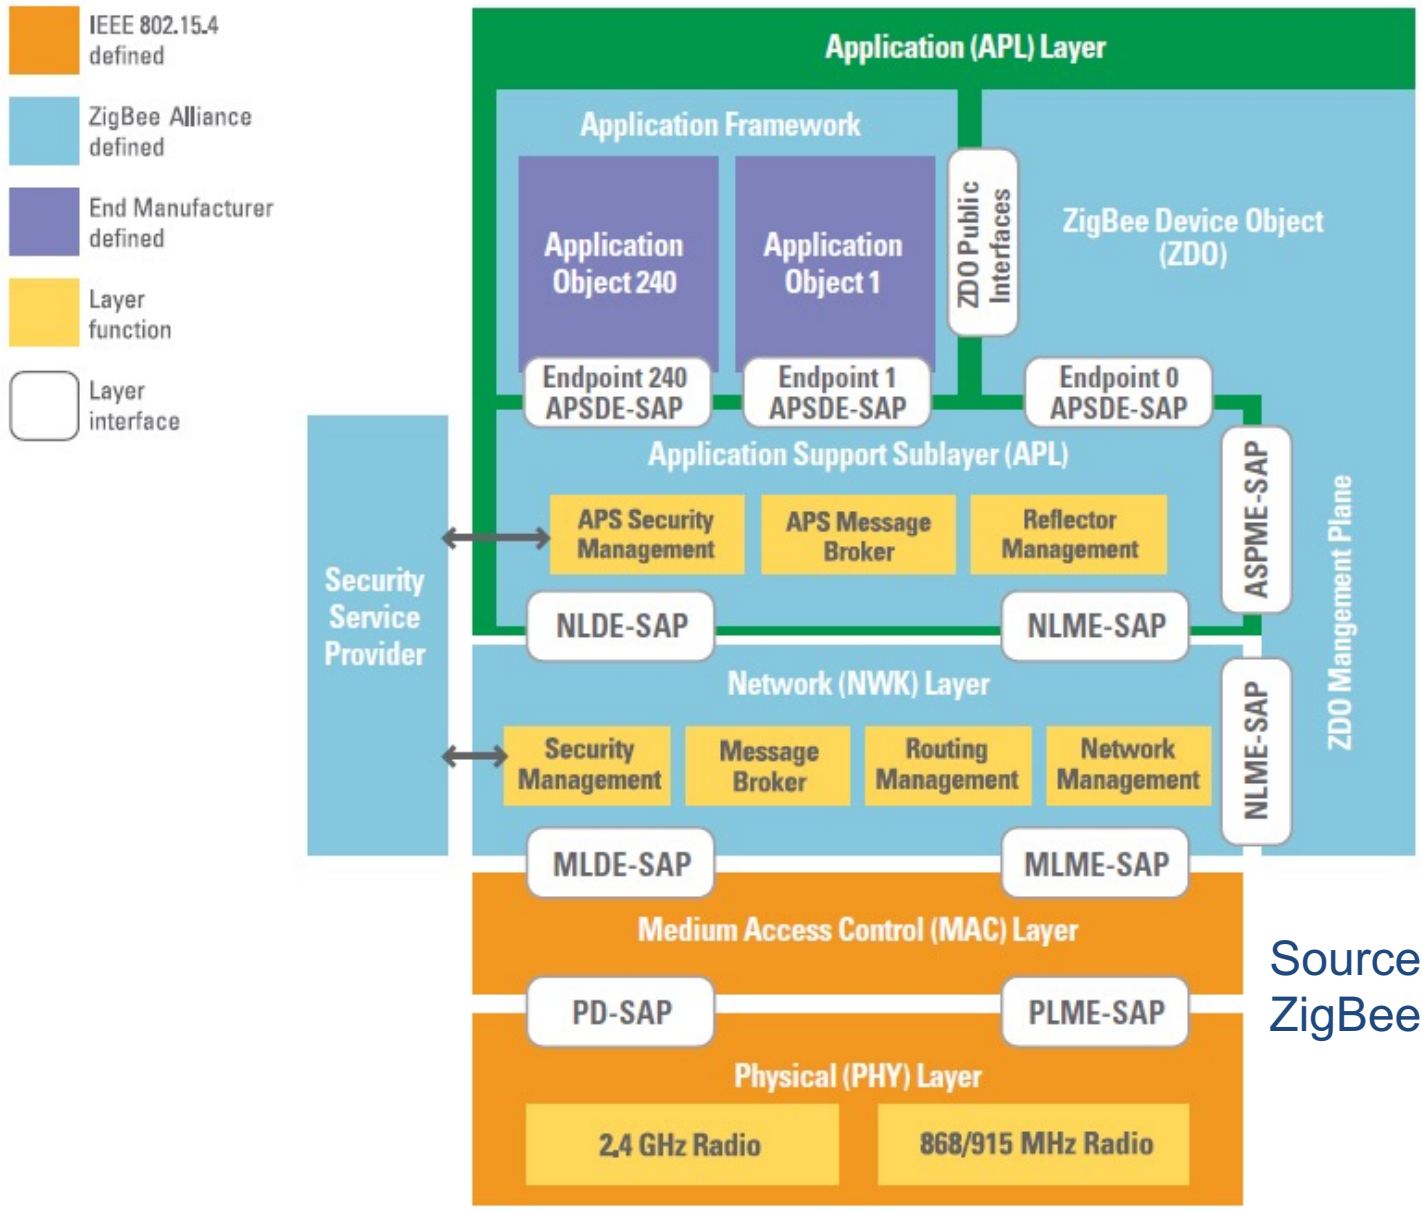 IEEE 802.15.4
defined
ZigBee Alliance
defined
End Manufacturer
defined
Layer
function
Layer
interface
Application (APL) Layer
Application Framework
Application
Object 240
Application
Object 1
ZDO Public
Interfaces
ZigBee Device Object
(ZDO)
Endpoint 240
APSDE-SAP
Endpoint 1
APSDE-SAP
Endpoint 0
APSDE-SAP
Application Support Sublayer (APL)
APS Security
Management
APS Message
Broker
Reflector
Management
ASPME-SAP
Security
Service
Provider
NLDE-SAP
NLME-SAP
ZDO Mangement Plane
Network (NWK) Layer
Security
Management
Message
Broker
Routing
Management
Network
Management
NLME-SAP
MLDE-SAP
MLME-SAP
Medium Access Control (MAC) Layer
Source
ZigBee
PD-SAP
PLME-SAP
Physical (PHY) Layer
2.4 GHz Radio
868/915 MHz Radio